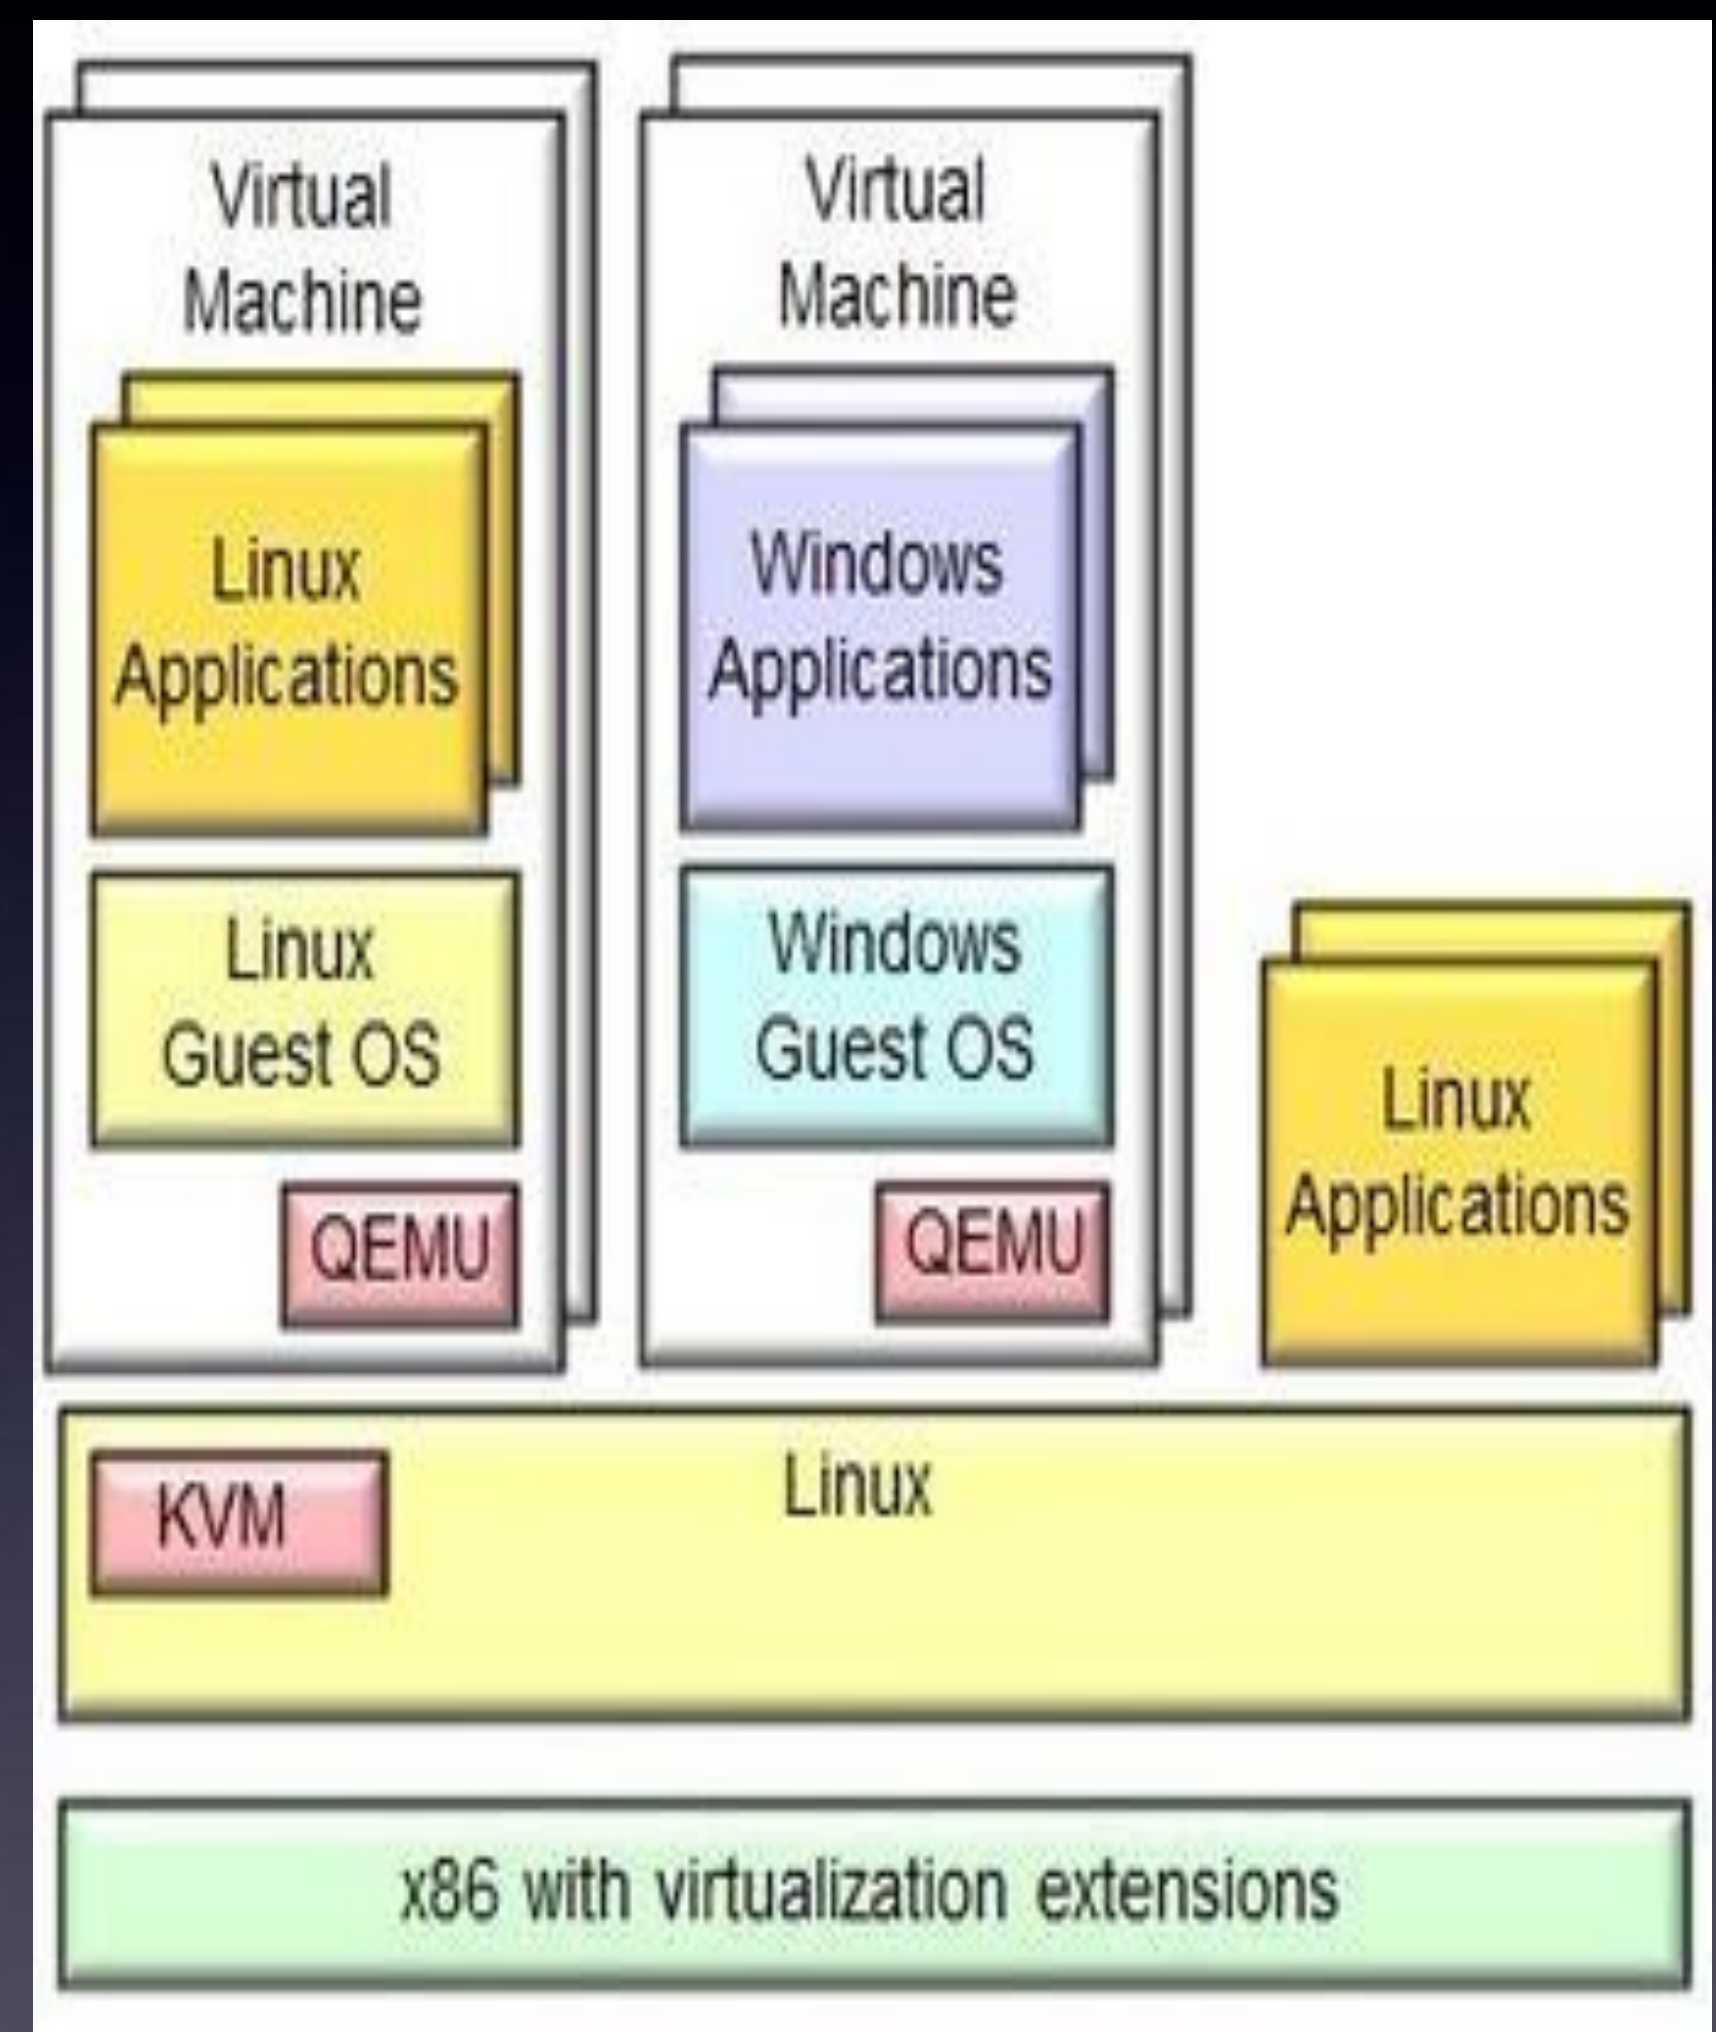 Virtual
Machine
Linux
Applications
Linux
Guest OS
QEMU
Virtual
Machine
Windows
Applications
Windows
Guest OS
QEMU
Linux
Applications
KVM
Linux
x86 with virtualization extensions